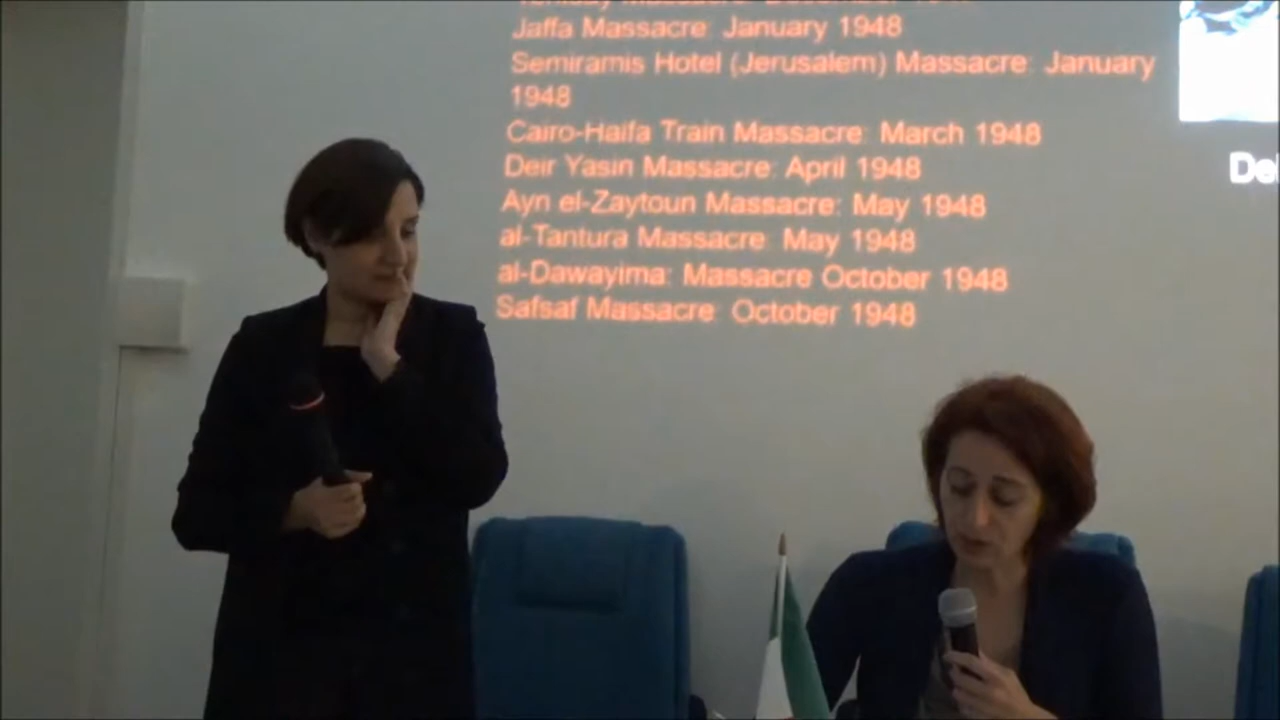 Massacre: December
Jaffa Massacre: January 1948
Semiramis Hotel (Jerusalem) Massacre: January
1948
Cairo-Haifa Train Massacre: March 1948
Deir Yasin Massacre: April 1948
Ayn el-Zaytoun Massacre: May 1948
al-Tantura Massacre: May 1948
al-Dawayima: Massacre October 1948
Safsaf Massacre: October 1948